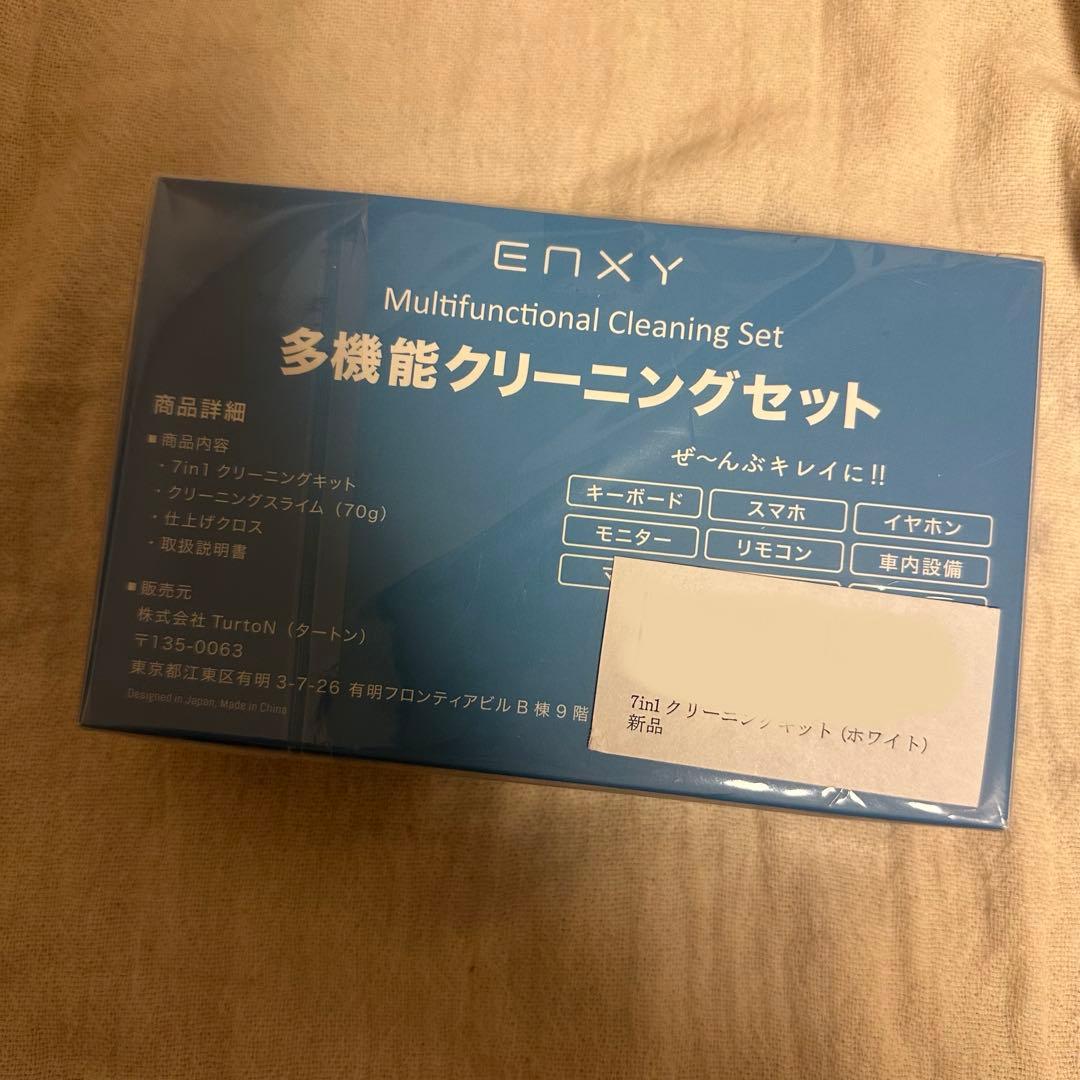 ENXY
Multifunctional Cleaning Set
多機能クリーニングセット
商品詳細
■ 商品内容
・7in1 クリーニングキット
・クリーニングスライム（70g）
・仕上げクロス
・取扱説明書
■ 販売元
株式会社 TurtoN（タートン）
〒135-0063
東京都江東区有明 3-7-26 有明フロンティアビル B 棟 9 階
Designed in Japan, Made in China
ぜ〜んぶキレイに!!
キーボード
スマホ
イヤホン
モニター
リモコン
車内設備
7in1 クリーニングキット (ホワイト)
新品